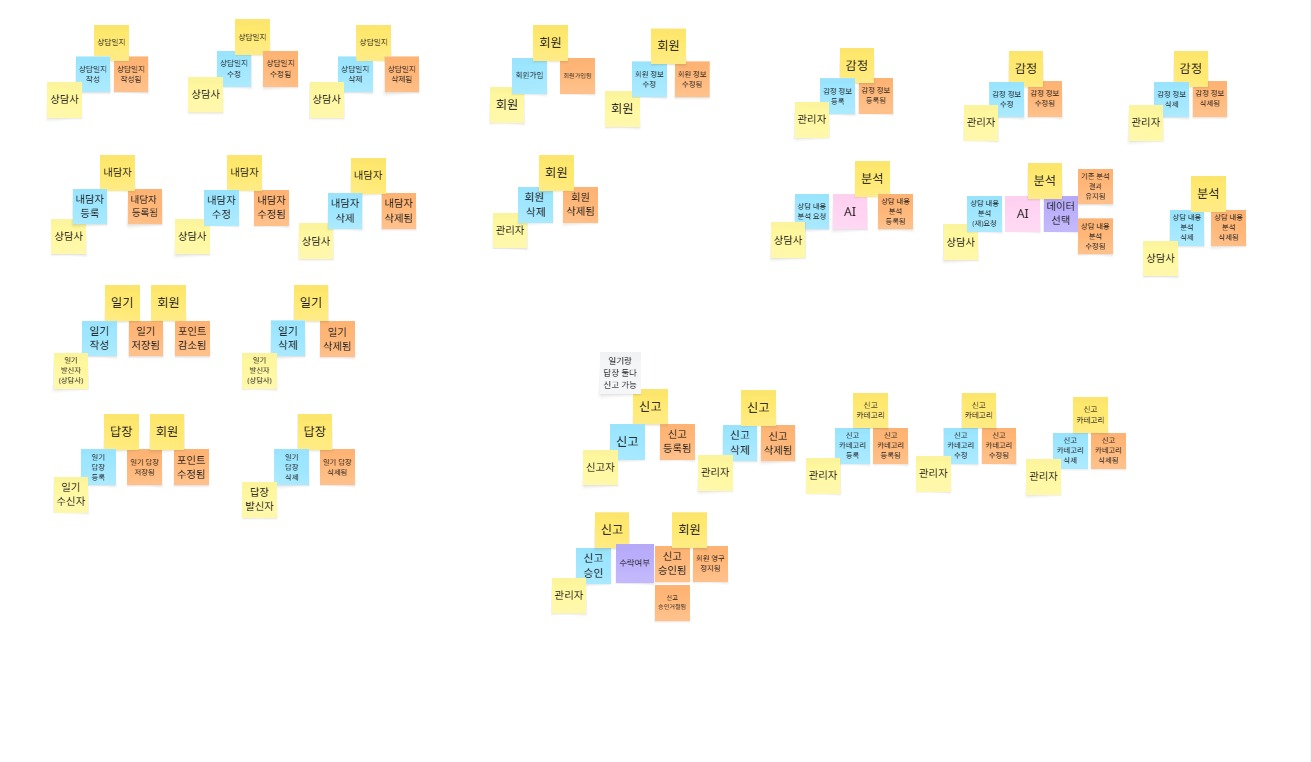 상담일지
상담일지
작성
상담일지
작성됨
상담사
상담일지
상담일지
수정
상담일지
수정됨
상담사
상담일지
상담일지
삭제
상담일지
삭제됨
상담사
회원
회원가입
회원가입됨
회원
회원
회원 정보
수정
회원 정보
수정됨
회원
감정
감정 정보
등록
감정 정보
등록됨
관리자
감정
감정 정보
수정
감정 정보
수정됨
관리자
감정
감정 정보
삭제
감정 정보
삭제됨
관리자
내담자
내담자
등록
내담자
등록됨
상담사
내담자
내담자
수정
내담자
수정됨
상담사
내담자
내담자
삭제
내담자
삭제됨
상담사
회원
회원
삭제
회원
삭제됨
관리자
분석
상담 내용
분석 요청
AI
상담 내용
분석
등록됨
상담사
분석
상담 내용
분석
(재)요청
AI
데이터
선택
기존 분석
결과
유지됨
상담 내용
분석
수정됨
상담사
분석
상담 내용
분석
삭제
상담 내용
분석
삭제됨
상담사
일기
회원
일기
작성
일기
저장됨
포인트
감소됨
일기
발신자
(상담사)
일기
일기
삭제
일기
삭제됨
일기
발신자
(상담사)
답장
회원
일기
답장
등록
일기 답장
저장됨
포인트
수정됨
일기
수신자
답장
일기
답장
삭제
일기 답장
삭제됨
답장
발신자
일기랑
답장 둘다
신고 가능
신고
신고
신고
등록됨
신고자
신고
신고
삭제
신고
삭제됨
관리자
신고
카테고리
신고
카테고리
등록
신고
카테고리
등록됨
관리자
신고
카테고리
신고
카테고리
수정
신고
카테고리
수정됨
관리자
신고
카테고리
신고
카테고리
삭제
신고
카테고리
삭제됨
관리자
신고
회원
신고
승인
수락여부
신고
승인됨
회원 영구
정지됨
관리자
신고
승인거절됨